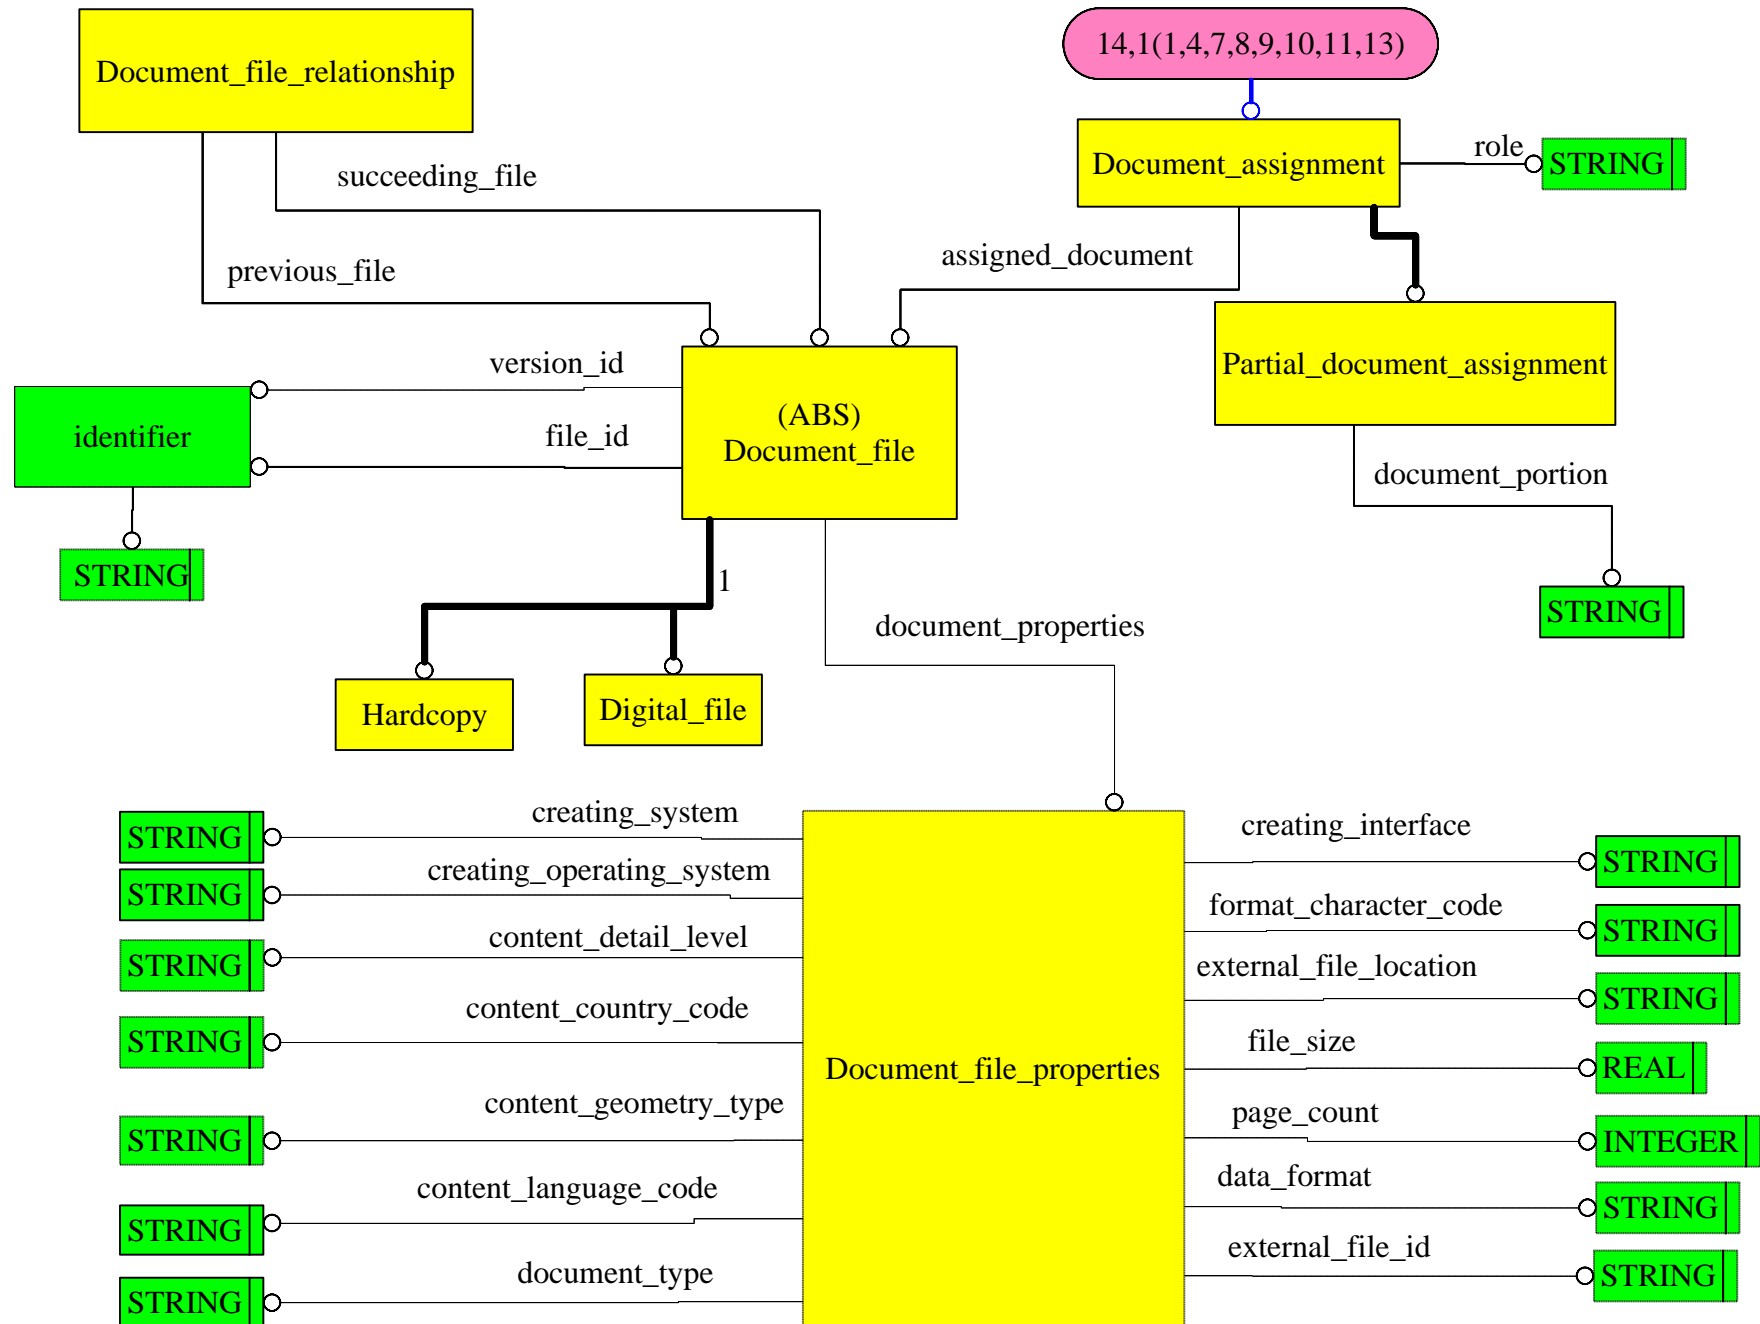 Document_file_relationship
14,1(1,4,7,8,9,10,11,13)
Document_assignment
role
STRING
succeeding_file
previous_file
assigned_document
Partial_document_assignment
version_id
identifier
file_id
(ABS)
Document_file
document_portion
STRING
STRING
1
document_properties
Hardcopy
Digital_file
creating_system
STRING
creating_operating_system
STRING
content_detail_level
STRING
content_country_code
STRING
content_geometry_type
STRING
content_language_code
STRING
document_type
STRING
Document_file_properties
creating_interface
STRING
format_character_code
STRING
external_file_location
STRING
file_size
REAL
page_count
INTEGER
data_format
STRING
external_file_id
STRING